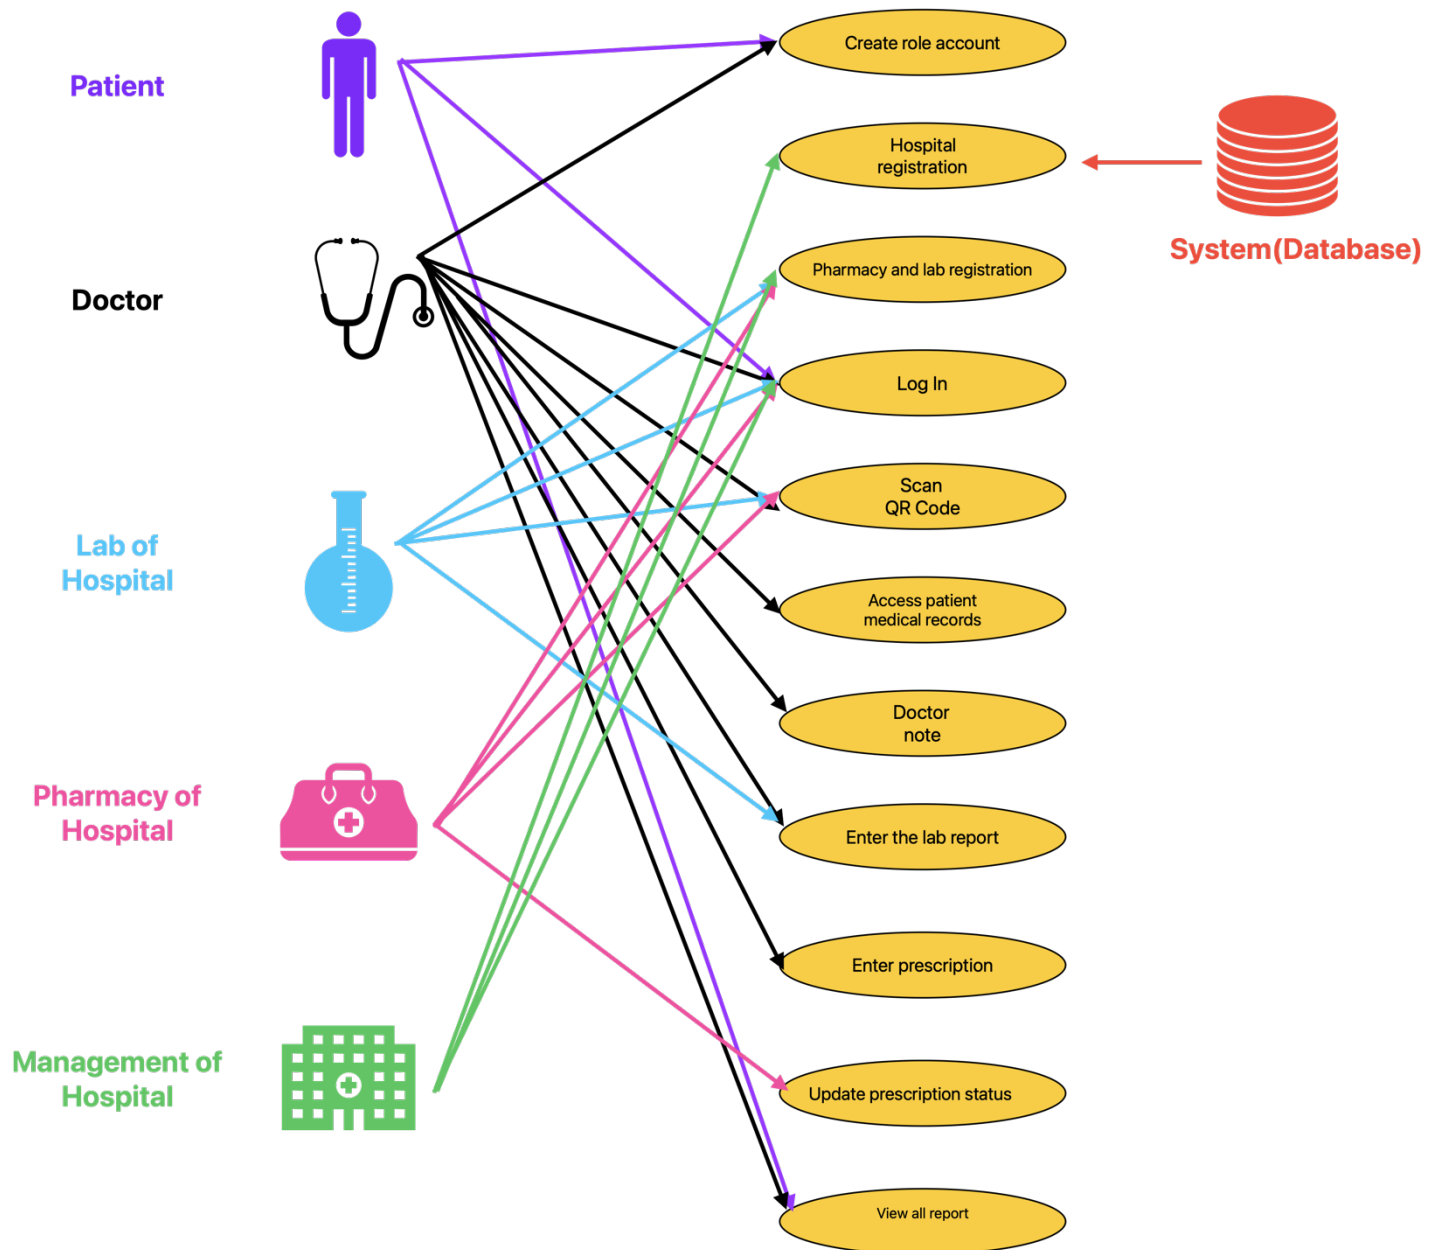 Patient
Doctor
Lab of
Hospital
Pharmacy of
Hospital
Management of
Hospital
Create role account
Hospital
registration
Pharmacy and lab registration
Log In
Scan
QR Code
Access patient
medical records
Doctor
note
Enter the lab report
Enter prescription
Update prescription status
View all report
System(Database)